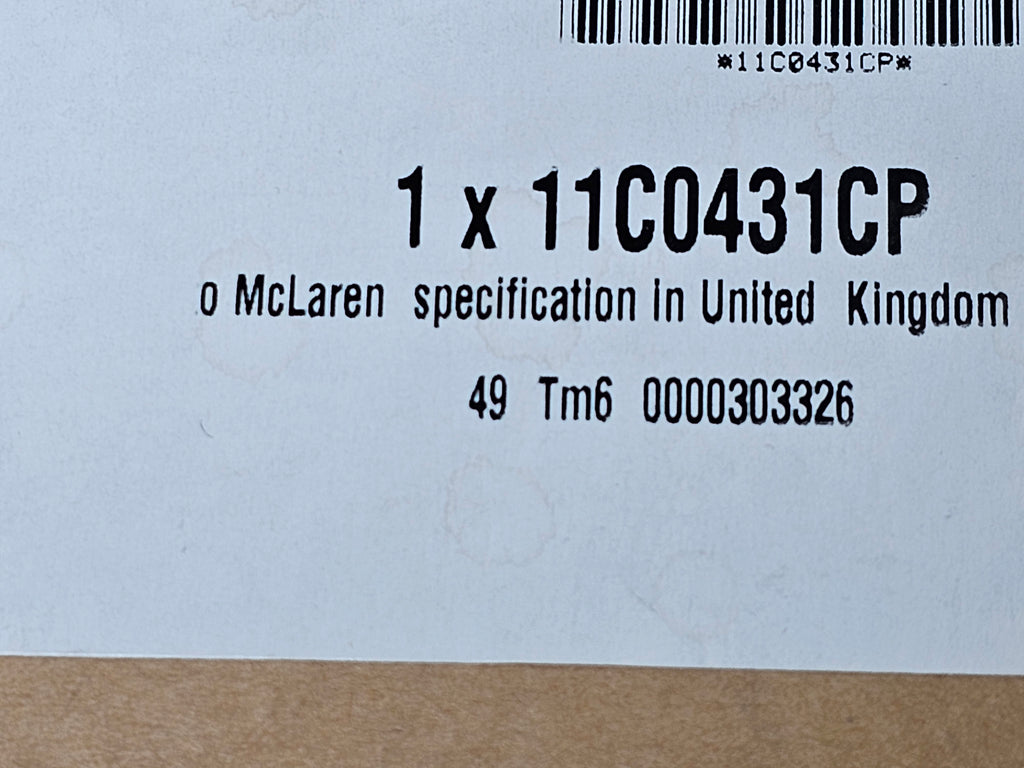 *11C0431CP*
1 x 11C0431CP
o McLaren specification in United Kingdom
49 Tm6 0000303326